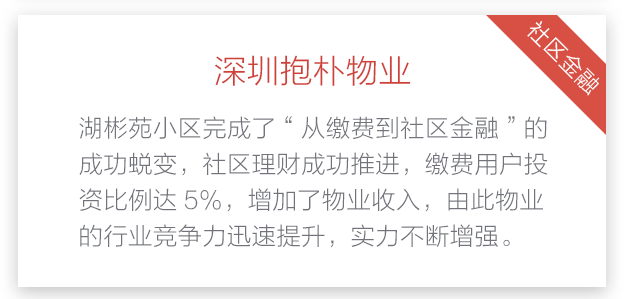 社区金融
深圳抱朴物业
湖彬苑小区完成了“从缴费到社区金融”的
成功蜕变，社区理财成功推进，缴费用户投
资比例达 5%，增加了物业收入，由此物业
的行业竞争力迅速提升，实力不断增强。